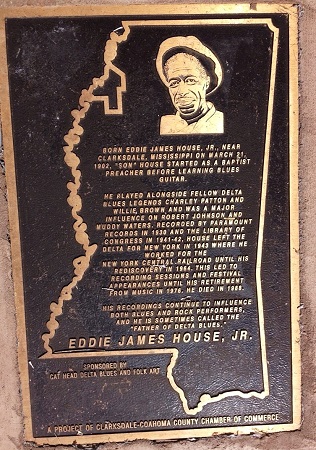 BORN EDDIE JAMES HOUSE, JR., NEAR
CLARKSDALE, MISSISSIPPI ON MARCH 21,
1902, "SON" HOUSE STARTED AS A BAPTIST
PREACHER BEFORE LEARNING BLUES
GUITAR.
HE PLAYED ALONGSIDE FELLOW DELTA
BLUES LEGENDS CHARLEY PATTON AND
WILLIE BROWN AND WAS A MAJOR
INFLUENCE ON ROBERT JOHNSON AND
MUDDY WATERS. RECORDED BY PARAMOUNT
RECORDS IN 1930 AND THE LIBRARY OF
CONGRESS IN 1941-42, HOUSE LEFT THE
DELTA FOR NEW YORK IN 1943 WHERE HE
WORKED FOR THE
NEW YORK CENTRAL RAILROAD UNTIL HIS
REDISCOVERY IN 1964. THIS LED TO
RECORDING SESSIONS AND FESTIVAL
APPEARANCES UNTIL HIS RETIREMENT
FROM MUSIC IN 1976. HE DIED IN 1988.
HIS RECORDINGS CONTINUE TO INFLUENCE
BOTH BLUES AND ROCK PERFORMERS,
AND HE IS SOMETIMES CALLED THE
"FATHER OF DELTA BLUES."
EDDIE JAMES HOUSE, JR.
SPONSORED BY
CAT HEAD DELTA BLUES AND FOLK ART
A PROJECT OF CLARKSDALE-COAHOMA COUNTY CHAMBER OF COMMERCE